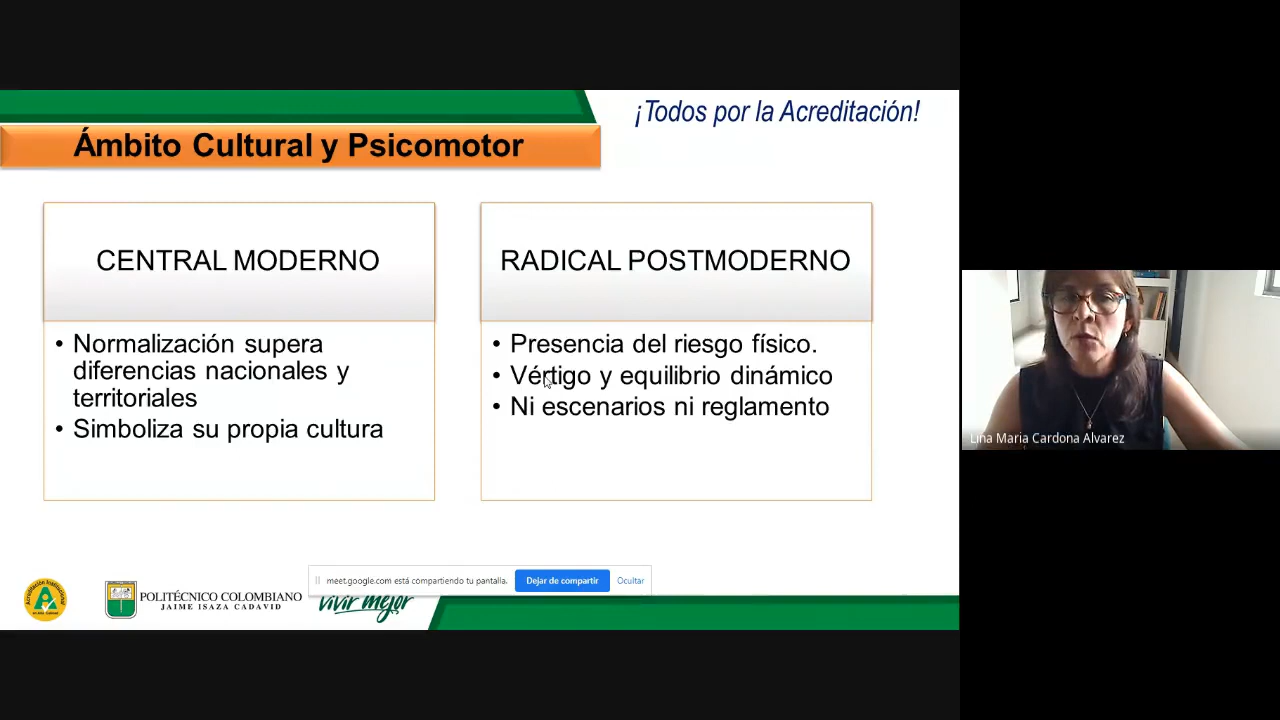 ¡Todos por la Acreditación!
Ámbito Cultural y Psicomotor
CENTRAL MODERNO
• Normalización supera
diferencias nacionales y
territoriales
• Simboliza su propia cultura
RADICAL POSTMODERNO
• Presencia del riesgo físico.
• Vértigo y equilibrio dinámico
• Ni escenarios ni reglamento
Lina Maria Cardona Alvarez
meet.google.com está compartiendo tu pantalla.
Dejar de compartir
Ocultar
Acreditación Institucional
POLITÉCNICO COLOMBIANO
JAIME ISAZA CADAVID
vivir mejor